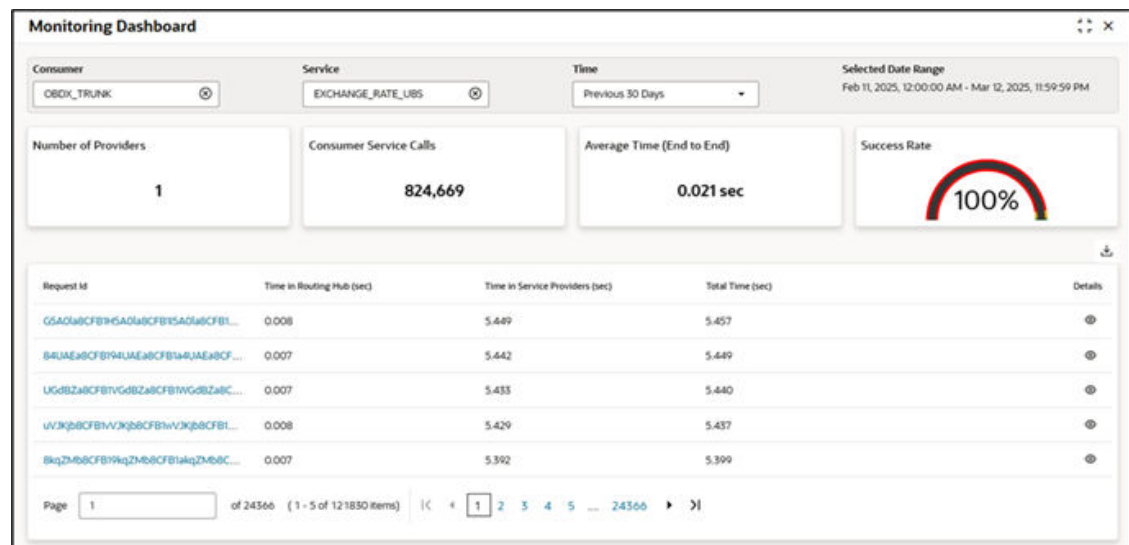 Monitoring Dashboard
Consumer Service Time Selected Date Range
OBDX_TRUNK EXCHANGE_RATE_UBS Previous 30 Days Feb 11, 2025, 12:00:00 AM - Mar 12, 2025, 11:59:59 PM
Number of Providers Consumer Service Calls Average Time (End to End) Success Rate
1 824,669 0.021 sec 100%
Request Id Time in Routing Hub (sec) Time in Service Providers (sec) Total Time (sec) Details
0.008 5.449 5.457
0.007 5.442 5.449
0.007 5.433 5.440
0.008 5.429 5.437
0.007 5.392 5.399
Page 1 of 24366 (1 - 5 of 121830 items) 1 2 3 4 5 ... 24366